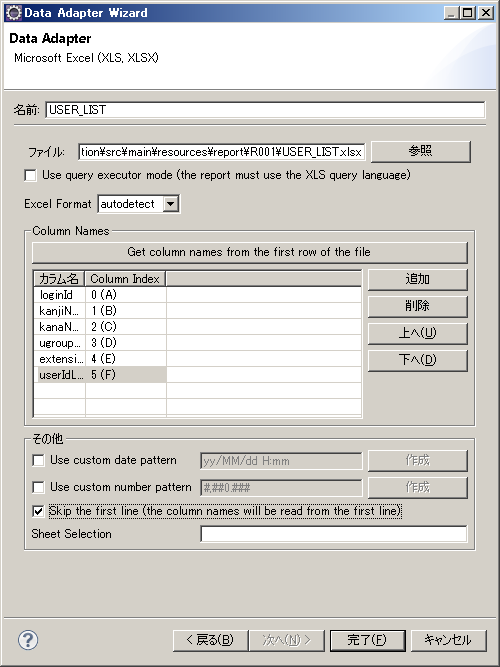 Data Adapter Wizard
Data Adapter
Microsoft Excel (XLS, XLSX)
名前: USER_LIST
ファイル: tion¥src¥main¥resources¥report¥R001¥USER_LIST.xlsx 参照
Use query executor mode (the report must use the XLS query language)
Excel Format autodetect
Column Names
Get column names from the first row of the file
カラム名 Column Index 追加
loginId 0 (A)
kanjiN... 1 (B) 削除
kanaN... 2 (C)
ugroup... 3 (D) 上へ(U)
extensi... 4 (E) 下へ(D)
userIdL... 5 (F)
その他
Use custom date pattern yy/MM/dd H:mm 作成
Use custom number pattern #,##0.### 作成
Skip the first line (the column names will be read from the first line)
Sheet Selection
? < 戻る(B) 次へ(N) > 完了(F) キャンセル